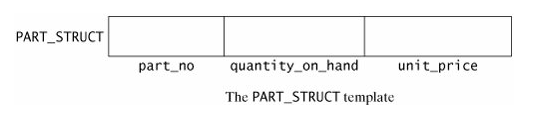 PART_STRUCT
part_no quantity_on_hand unit_price
The PART_STRUCT template